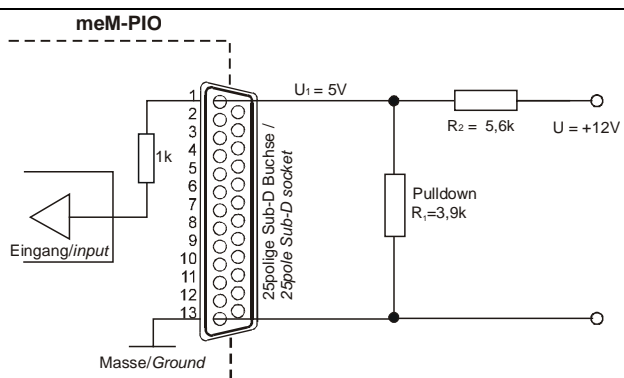 meM-PIO
1
2
3
4
5
6
7
8
9
10
11
12
13
1k
Eingang/input
Masse/Ground
25polige Sub-D Buchse /
25pole Sub-D socket
U1 = 5V
R2 = 5,6k
U = +12V
Pulldown
R1=3,9k